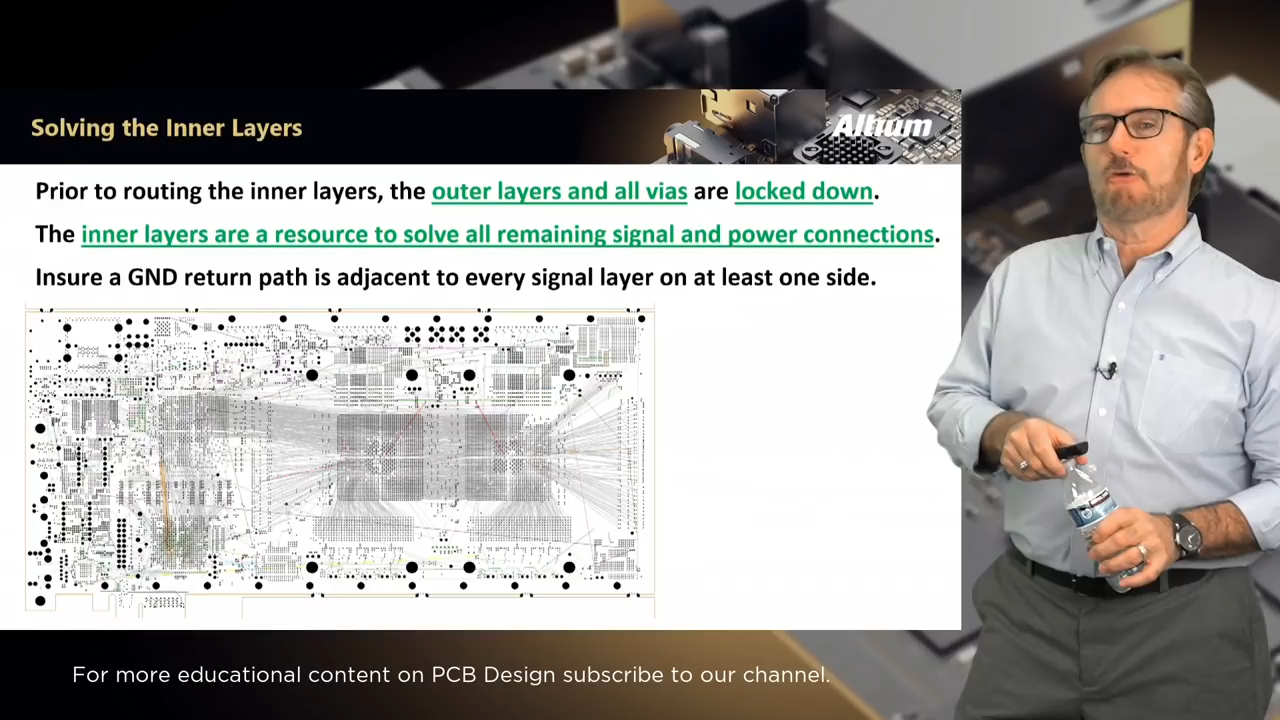 Solving the Inner Layers
Altium
Prior to routing the inner layers, the outer layers and all vias are locked down.
The inner layers are a resource to solve all remaining signal and power connections.
Insure a GND return path is adjacent to every signal layer on at least one side.
For more educational content on PCB Design subscribe to our channel.